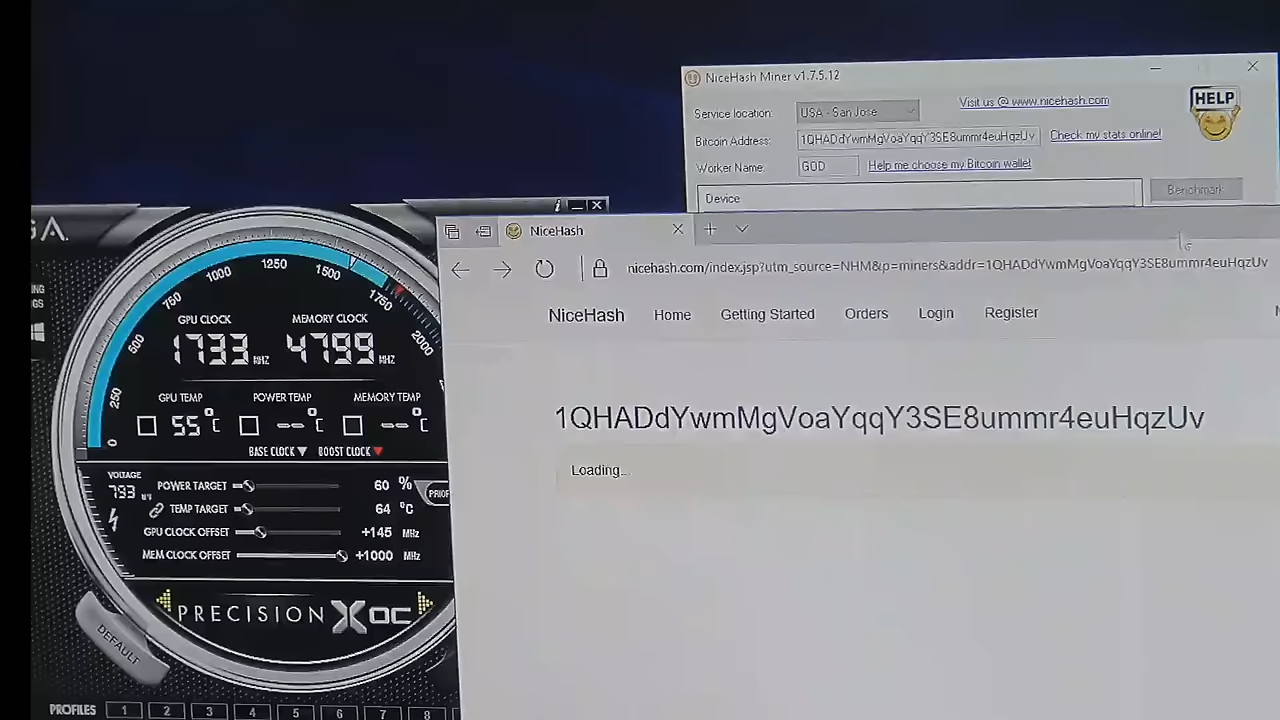 NiceHash Miner v1.7.5.12
Service location: USA - San Jose Visit us @ www.nicehash.com
HELP
Bitcoin Address: 1QHADdYwmMgVoaYqqY3SE8ummr4euHqzUv Check my stats online!
Worker Name: GOD Help me choose my Bitcoin wallet
Device Benchmark
NiceHash
nicehash.com/index.jsp?utm_source=NHM&p=miners&addr=1QHADdYwmMgVoaYqqY3SE8ummr4euHqzUv
NiceHash Home Getting Started Orders Login Register
1QHADdYwmMgVoaYqqY3SE8ummr4euHqzUv
Loading...
0 250 500 750 1000 1250 1500 1750 2000
GPU CLOCK MEMORY CLOCK
1733 MHZ 4799 MHZ
GPU TEMP POWER TEMP MEMORY TEMP
55°C --°C --°C
BASE CLOCK BOOST CLOCK
VOLTAGE
793
POWER TARGET 60 %
TEMP TARGET 64 °C
GPU CLOCK OFFSET +145 MHz
MEM CLOCK OFFSET +1000 MHz
PRECISION XOC
DEFAULT
PROFILES 1 2 3 4 5 6 7 8